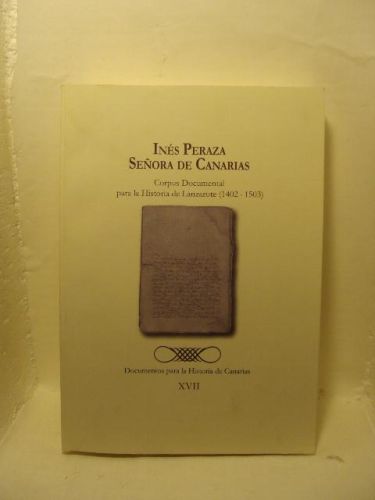 INÉS PERAZA
SEÑORA DE CANARIAS
Corpus Documental
para la Historia de Lanzarote (1402 - 1503)
Documentos para la Historia de Canarias
XVII